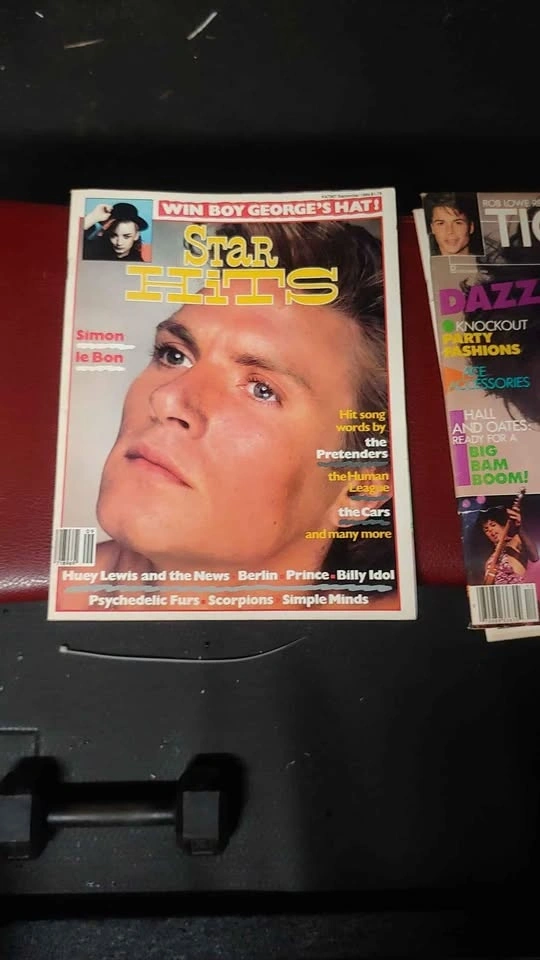 WIN BOY GEORGE'S HAT!
STAR
HITS
Simon
le Bon
Hit song
words by
the
Pretenders
the Human
League
the Cars
and many more
09
Huey Lewis and the News Berlin Prince Billy Idol
Psychedelic Furs Scorpions Simple Minds
ROB LOWE
DAZZ
KNOCKOUT
PARTY
FASHIONS
ACCESSORIES
HALL
AND OATES:
READY FOR A
BIG
BAM
BOOM!